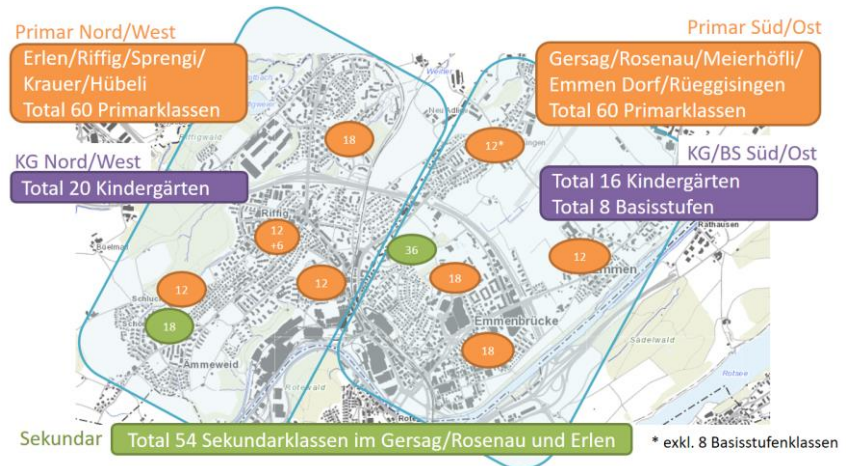 Primar Nord/West
Erlen/Riffig/Sprengi/
Krauer/Hübeli
Total 60 Primarklassen
Primar Süd/Ost
Gersag/Rosenau/Meierhöfli/
Emmen Dorf/Rüeggisingen
Total 60 Primarklassen
KG Nord/West
Total 20 Kindergärten
KG/BS Süd/Ost
Total 16 Kindergärten
Total 8 Basisstufen
18
12*
Riffig
12
+6
36
12
Emmen
18
12
12
18
Emmenbrücke
18
Ammeweid
Rathausen
Sädelwald
Rotsee
Sekundar
Total 54 Sekundarklassen im Gersag/Rosenau und Erlen
* exkl. 8 Basisstufenklassen